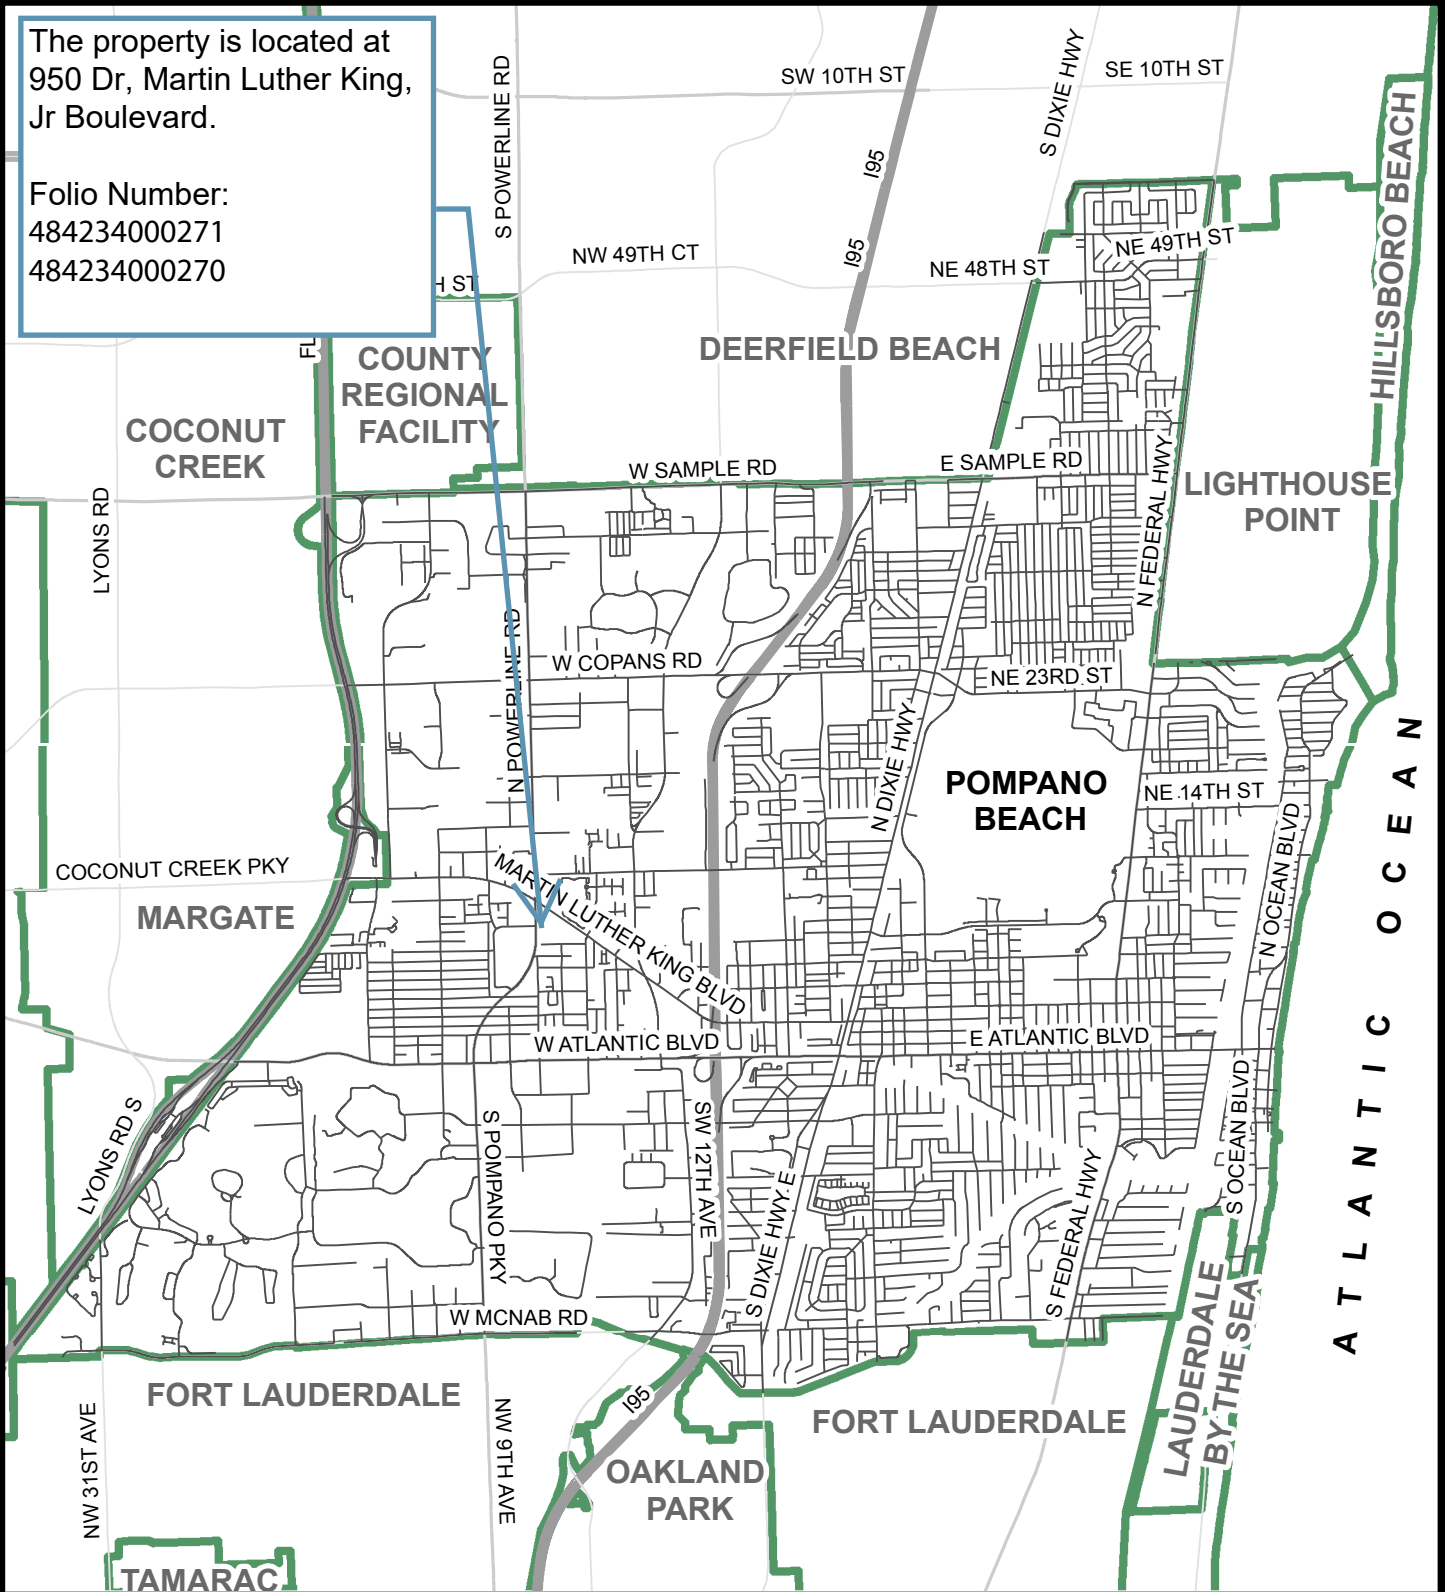 The property is located at
950 Dr, Martin Luther King,
Jr Boulevard.
Folio Number:
484234000271
484234000270
S POWERLINE RD
SW 10TH ST
S DIXIE HWY
SE 10TH ST
I95
HILLSBORO BEACH
NW 49TH CT
I95
NE 48TH ST
NE 49TH ST
H ST
FL
COUNTY
REGIONAL
FACILITY
DEERFIELD BEACH
COCONUT
CREEK
W SAMPLE RD
E SAMPLE RD
LIGHTHOUSE
POINT
LYONS RD
N FEDERAL HWY
N POWERLINE RD
W COPANS RD
NE 23RD ST
N DIXIE HWY
POMPANO
BEACH
NE 14TH ST
ATLANTIC OCEAN
COCONUT CREEK PKY
MARTIN LUTHER KING BLVD
N OCEAN BLVD
MARGATE
W ATLANTIC BLVD
E ATLANTIC BLVD
LYONS RD S
S POMPANO PKY
SW 12TH AVE
S DIXIE HWY E
S FEDERAL HWY
S OCEAN BLVD
W MCNAB RD
LAUDERDALE
BY THE SEA
FORT LAUDERDALE
I95
FORT LAUDERDALE
NW 31ST AVE
NW 9TH AVE
OAKLAND
PARK
TAMARAC